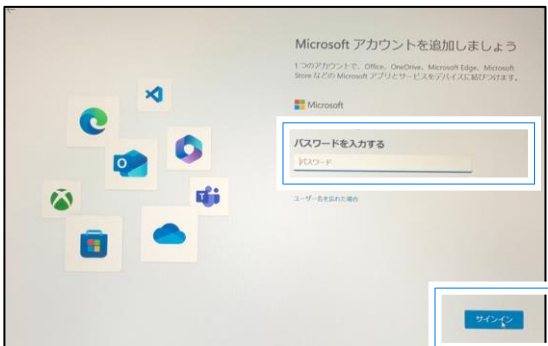 Microsoft アカウントを追加しましょう
1 つのアカウントで、Office、OneDrive、Microsoft Edge、Microsoft
Store などの Microsoft アプリとサービスをデバイスに結びつけます。
Microsoft
パスワードを入力する
パスワード
ユーザー名を忘れた場合
サインイン